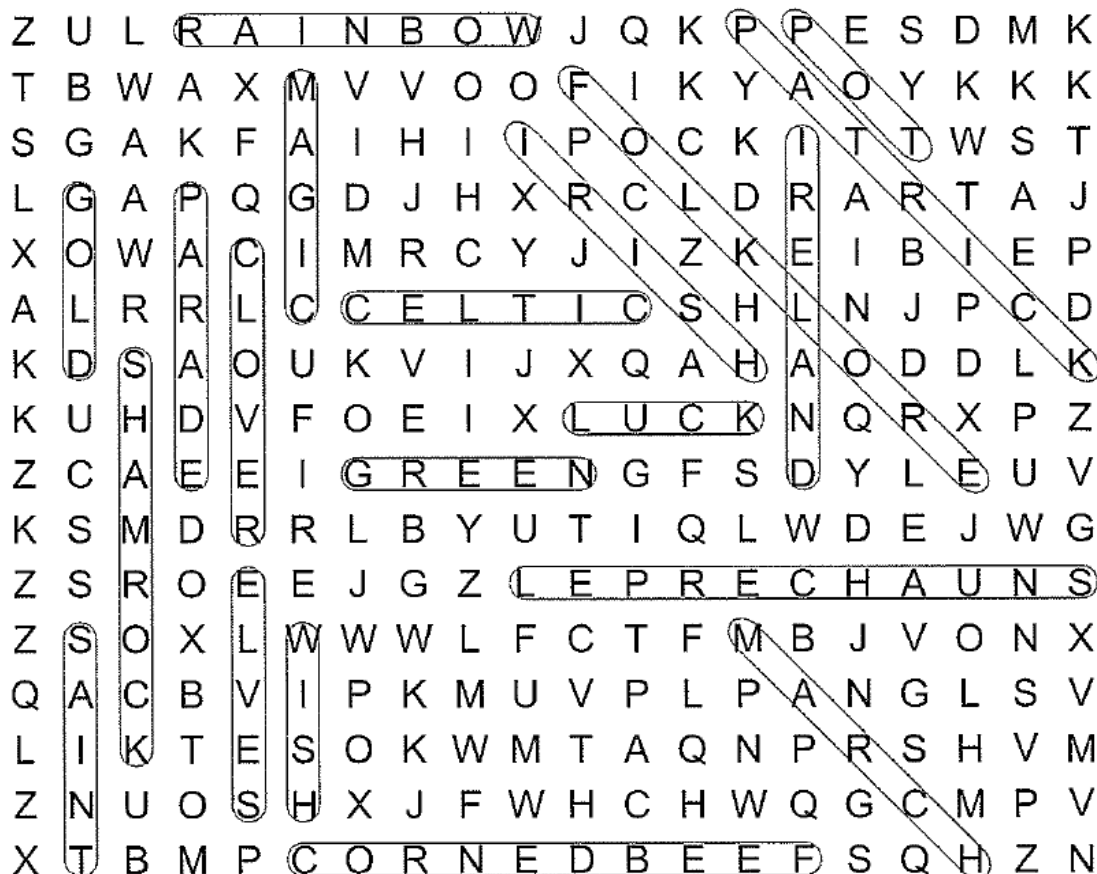 Z U L R A I N B O W J Q K P P E S D M K
T B W A X M V V O O F I K Y A O Y K K K
S G A K F A I H I I P O C K I T T W S T
L G A P Q G D J H X R C L D R A R T A J
X O W A C I M R C Y J I Z K E I B I E P
A L R R L C C E L T I C S H L N J P C D
K D S A O U K V I J X Q A H A O D D L K
K U H D V F O E I X L U C K N Q R X P Z
Z C A E E I G R E E N G F S D Y L E U V
K S M D R R L B Y U T I Q L W D E J W G
Z S R O E E J G Z L E P R E C H A U N S
Z S O X L W W W L F C T F M B J V O N X
Q A C B V I P K M U V P L P A N G L S V
L I K T E S O K W M T A Q N P R S H V M
Z N U O S H X J F W H C H W Q G C M P V
X T B M P C O R N E D B E E F S Q H Z N